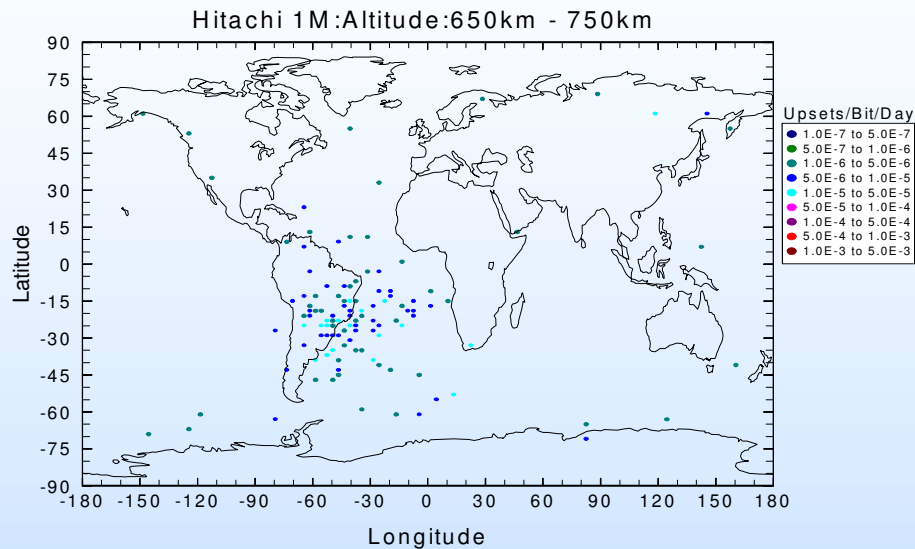 Hitachi 1M:Altitude:650km - 750km
90
75
60
45
30
15
0
-15
-30
-45
-60
-75
-90
Latitude
-180 -150 -120 -90 -60 -30 0 30 60 90 120 150 180
Longitude
Upsets/Bit/Day
1.0E-7 to 5.0E-7
5.0E-7 to 1.0E-6
1.0E-6 to 5.0E-6
5.0E-6 to 1.0E-5
1.0E-5 to 5.0E-5
5.0E-5 to 1.0E-4
1.0E-4 to 5.0E-4
5.0E-4 to 1.0E-3
1.0E-3 to 5.0E-3